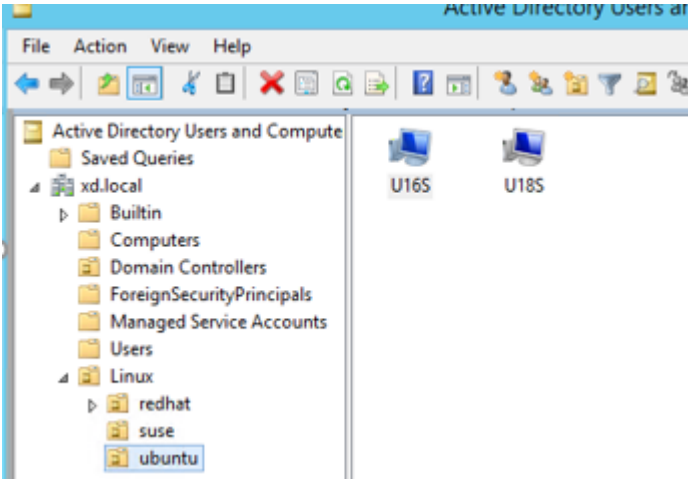 Active Directory Users an
File Action View Help
Active Directory Users and Compute
Saved Queries
xd.local
Builtin
Computers
Domain Controllers
ForeignSecurityPrincipals
Managed Service Accounts
Users
Linux
redhat
suse
ubuntu
U16S U18S